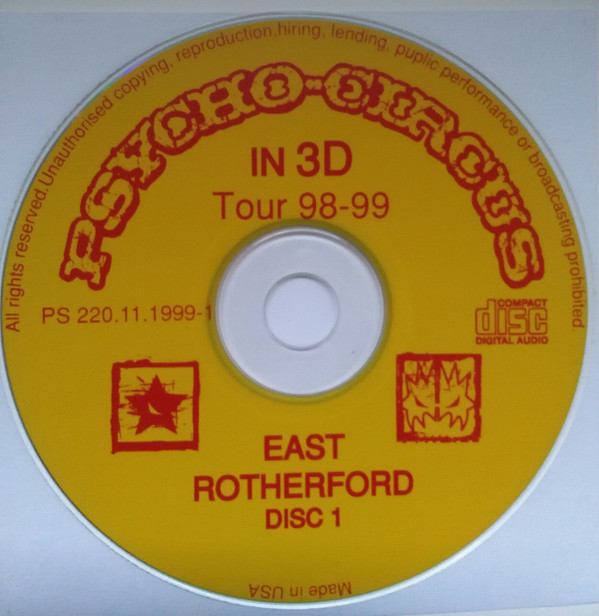 All rights reserved.Unauthorised copying, reproduction,hiring, lending, puplic performance or broadcasting prohibited.
PSYCHO-CIRCUS
IN 3D
Tour 98-99
PS 220.11.1999-1
COMPACT
disc
DIGITAL AUDIO
EAST
ROTHERFORD
DISC 1
Made in USA